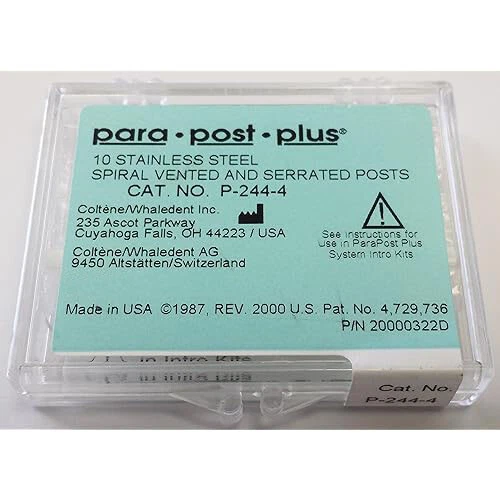 para • post • plus®
10 STAINLESS STEEL
SPIRAL VENTED AND SERRATED POSTS
CAT. NO. P-244-4
Coltène/Whaledent Inc.
235 Ascot Parkway
Cuyahoga Falls, OH 44223 / USA
Coltène/Whaledent AG
9450 Altstätten/Switzerland
See instructions for
Use in ParaPost Plus
System Intro Kits
Made in USA ©1987, REV. 2000 U.S. Pat. No. 4,729,736
P/N 20000322D
in Intro Kits
Cat. No.
P-244-4